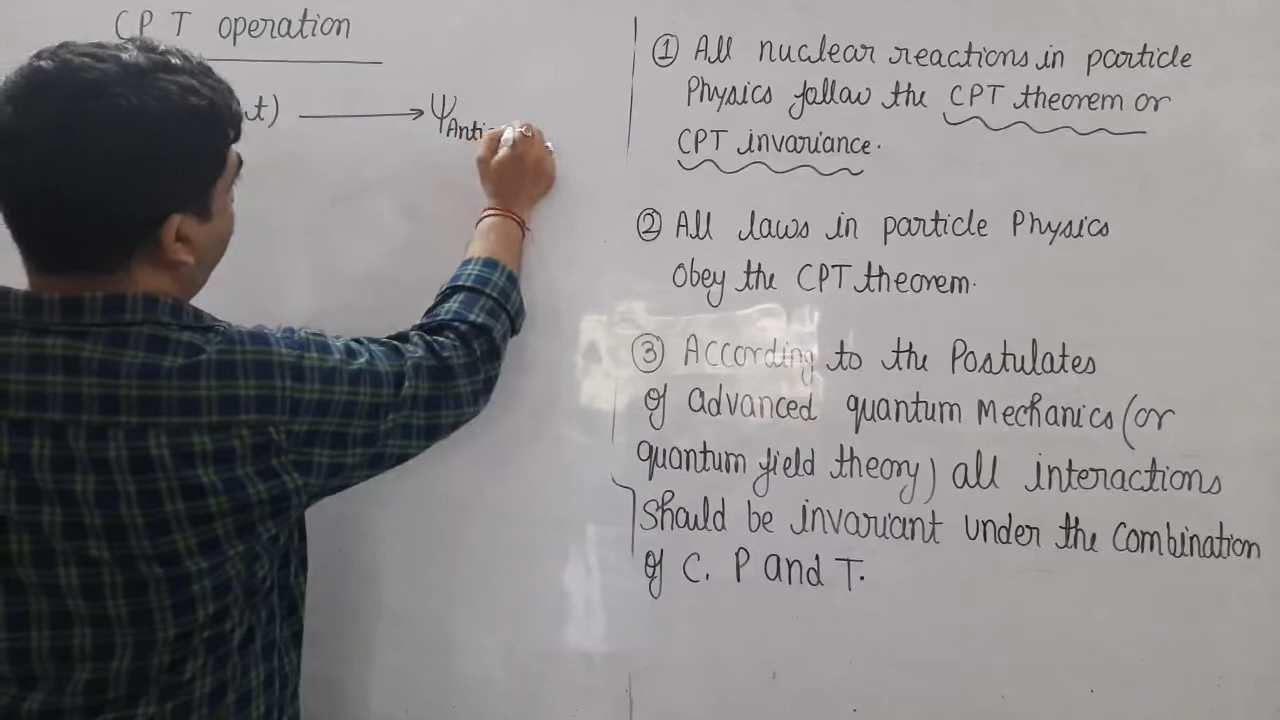 CPT operation
t) ⟶ ψ Anti
① All nuclear reactions in particle
Physics follow the CPT theorem or
CPT invariance.
② All laws in particle Physics
obey the CPT theorem.
③ According to the Postulates
of advanced quantum Mechanics (or
quantum field theory) all interactions
should be invariant under the combination
of C, P and T.